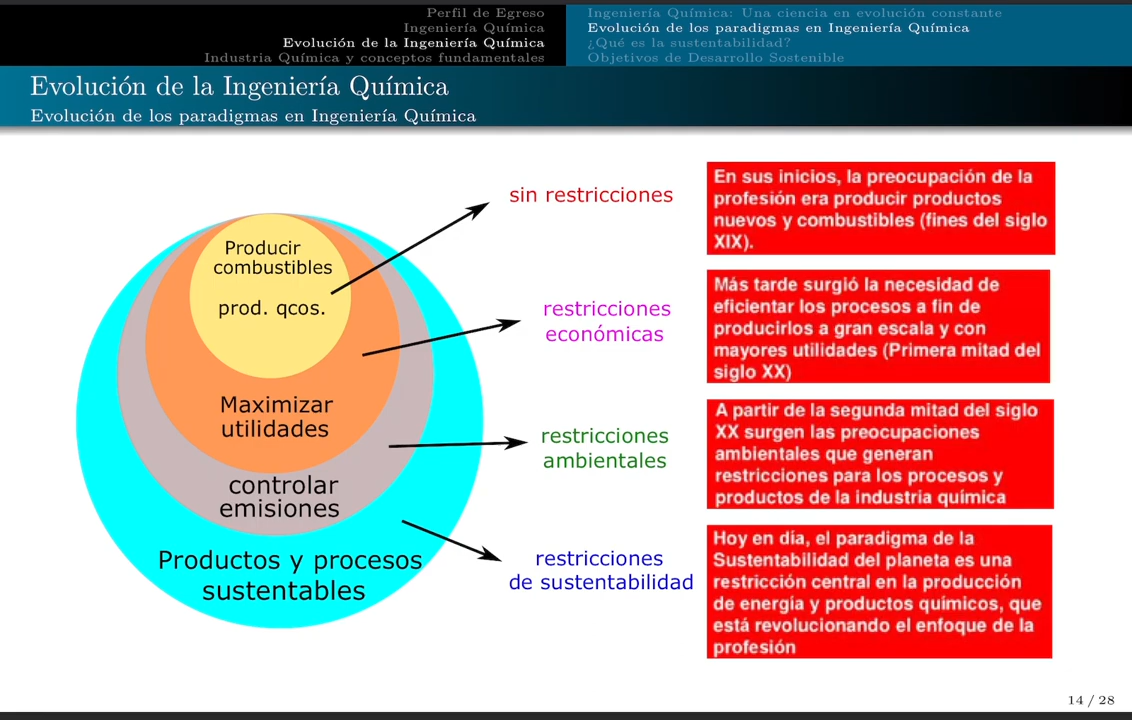 Perfil de Egreso
Ingeniería Química
Evolución de la Ingeniería Química
Industria Química y conceptos fundamentales
Ingeniería Química: Una ciencia en evolución constante
Evolución de los paradigmas en Ingeniería Química
¿Qué es la sustentabilidad?
Objetivos de Desarrollo Sostenible
Evolución de la Ingeniería Química
Evolución de los paradigmas en Ingeniería Química
Producir
combustibles
prod. qcos.
Maximizar
utilidades
controlar
emisiones
Productos y procesos
sustentables
sin restricciones
restricciones
económicas
restricciones
ambientales
restricciones
de sustentabilidad
En sus inicios, la preocupación de la
profesión era producir productos
nuevos y combustibles (fines del siglo
XIX).
Más tarde surgió la necesidad de
eficientar los procesos a fin de
producirlos a gran escala y con
mayores utilidades (Primera mitad del
siglo XX)
A partir de la segunda mitad del siglo
XX surgen las preocupaciones
ambientales que generan
restricciones para los procesos y
productos de la industria química
Hoy en día, el paradigma de la
Sustentabilidad del planeta es una
restricción central en la producción
de energía y productos químicos, que
está revolucionando el enfoque de la
profesión
14 / 28